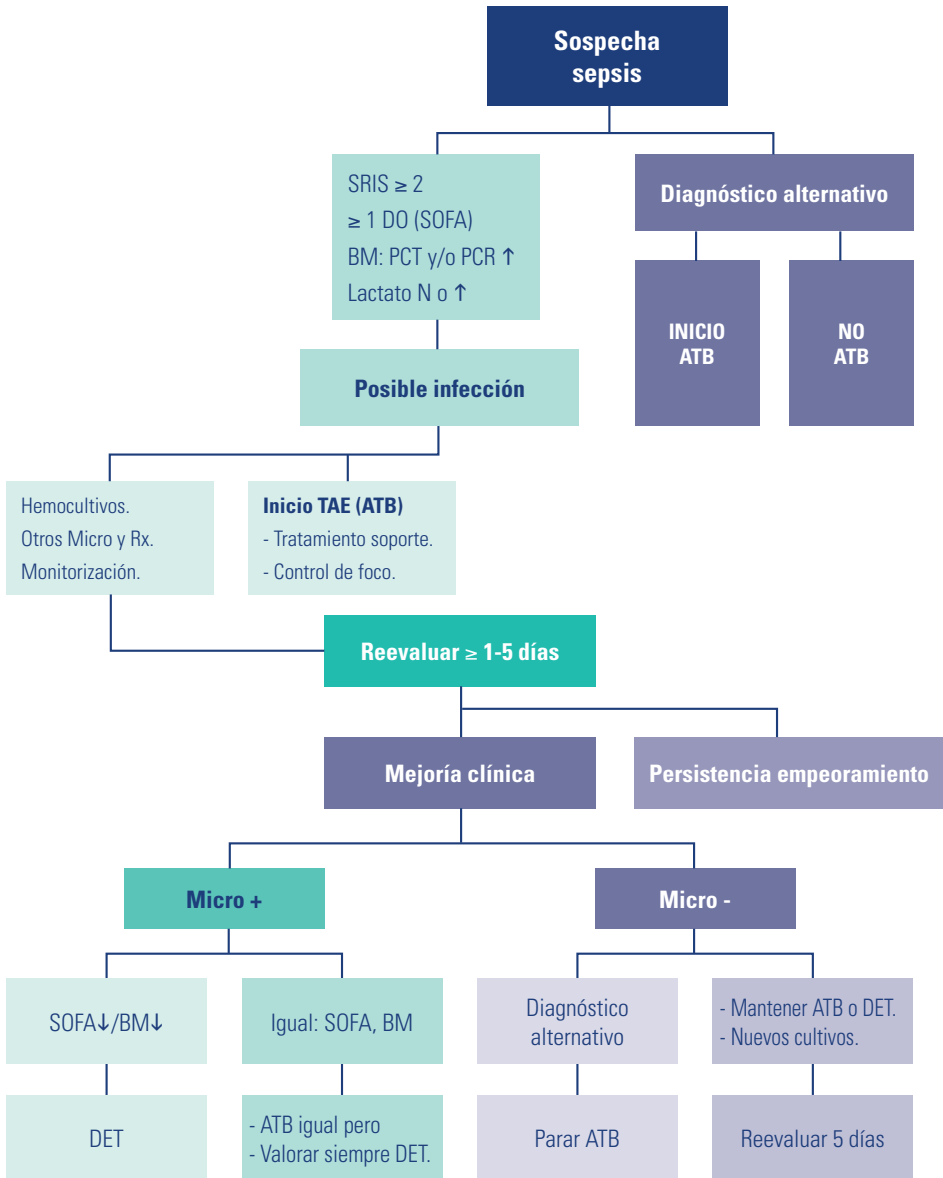 Sospecha
sepsis
SRIS ≥ 2
≥ 1 DO (SOFA)
BM: PCT y/o PCR ↑
Lactato N o ↑
Diagnóstico alternativo
INICIO
ATB
NO
ATB
Posible infección
Hemocultivos.
Otros Micro y Rx.
Monitorización.
Inicio TAE (ATB)
- Tratamiento soporte.
- Control de foco.
Reevaluar ≥ 1-5 días
Mejoría clínica
Persistencia empeoramiento
Micro +
Micro -
SOFA↓/BM↓
Igual: SOFA, BM
Diagnóstico
alternativo
- Mantener ATB o DET.
- Nuevos cultivos.
DET
- ATB igual pero
- Valorar siempre DET.
Parar ATB
Reevaluar 5 días